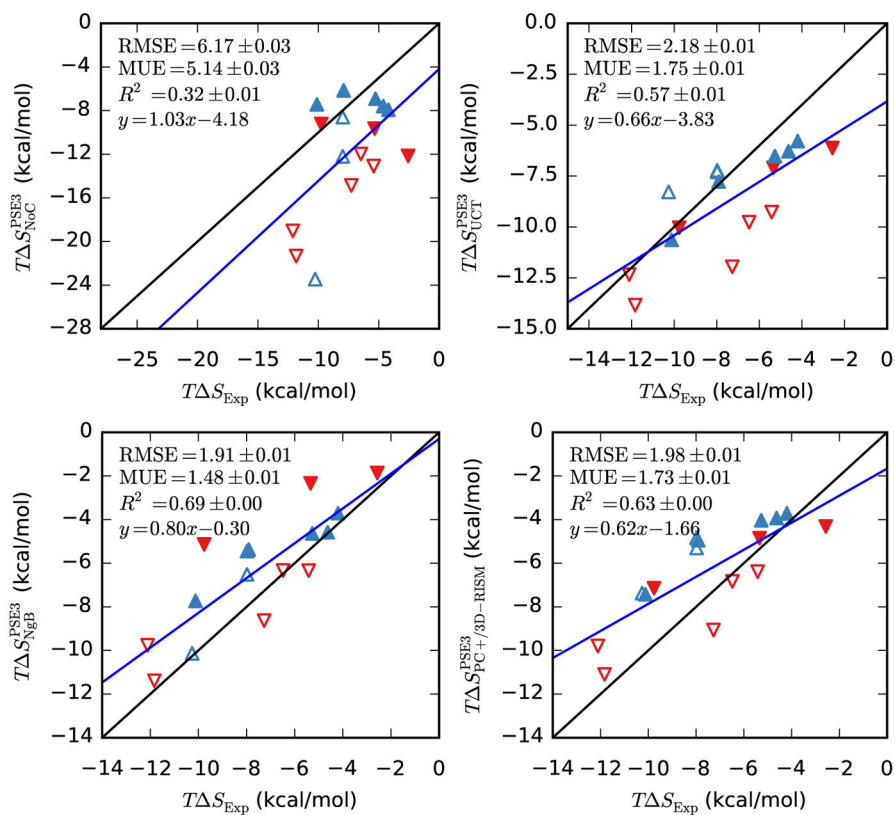 0
−4
−8
−12
−16
−20
−24
−28
TΔS_NoC^PSE3 (kcal/mol)
RMSE = 6.17 ± 0.03
MUE = 5.14 ± 0.03
R² = 0.32 ± 0.01
y = 1.03x − 4.18
−25 −20 −15 −10 −5 0
TΔS_Exp (kcal/mol)
0.0
−2.5
−5.0
−7.5
−10.0
−12.5
−15.0
TΔS_UCT^PSE3 (kcal/mol)
RMSE = 2.18 ± 0.01
MUE = 1.75 ± 0.01
R² = 0.57 ± 0.01
y = 0.66x − 3.83
−14 −12 −10 −8 −6 −4 −2 0
TΔS_Exp (kcal/mol)
0
−2
−4
−6
−8
−10
−12
−14
TΔS_NgB^PSE3 (kcal/mol)
RMSE = 1.91 ± 0.01
MUE = 1.48 ± 0.01
R² = 0.69 ± 0.00
y = 0.80x − 0.30
−14 −12 −10 −8 −6 −4 −2 0
TΔS_Exp (kcal/mol)
0
−2
−4
−6
−8
−10
−12
−14
TΔS_PC+/3D−RISM^PSE3 (kcal/mol)
RMSE = 1.98 ± 0.01
MUE = 1.73 ± 0.01
R² = 0.63 ± 0.00
y = 0.62x − 1.66
−14 −12 −10 −8 −6 −4 −2 0
TΔS_Exp (kcal/mol)